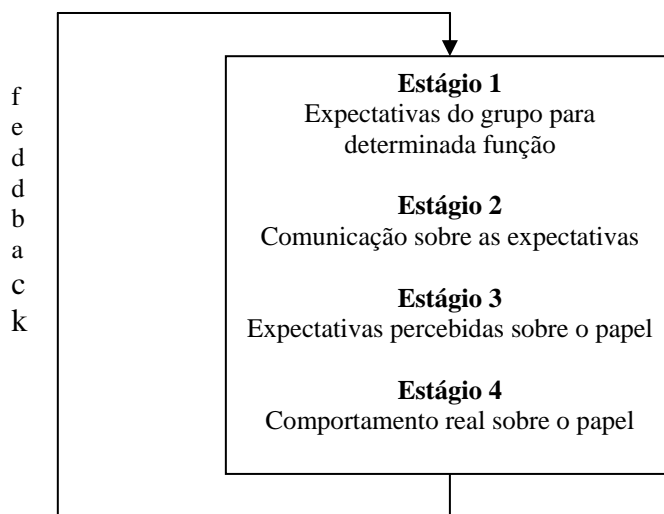 f
e
d
d
b
a
c
k
Estágio 1
Expectativas do grupo para
determinada função
Estágio 2
Comunicação sobre as expectativas
Estágio 3
Expectativas percebidas sobre o papel
Estágio 4
Comportamento real sobre o papel